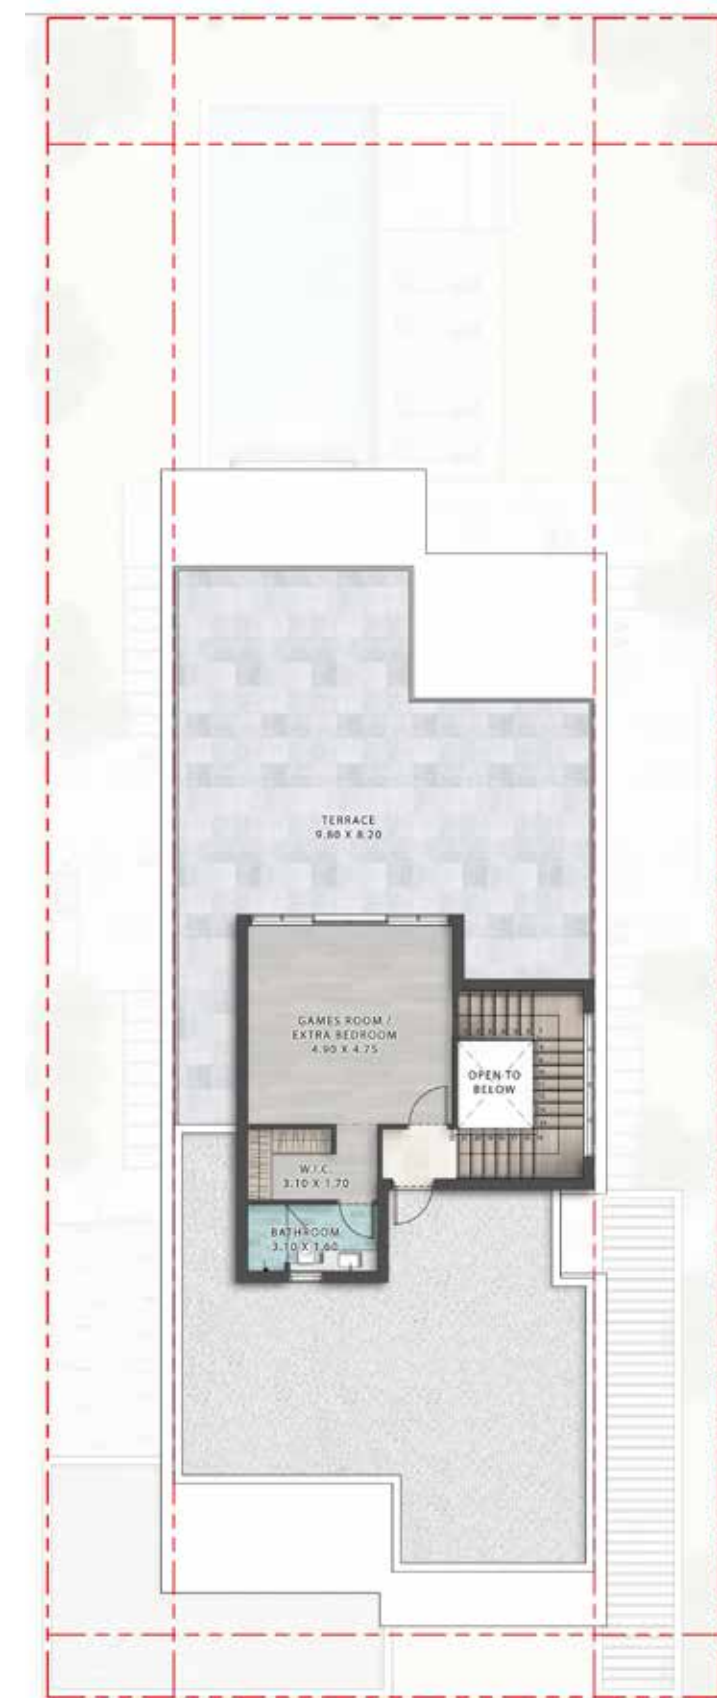 TERRACE
9.80 X 8.20
GAMES ROOM /
EXTRA BEDROOM
4.90 X 4.75
OPEN TO
BELOW
W.I.C.
3.10 X 1.70
BATHROOM
3.10 X 1.60